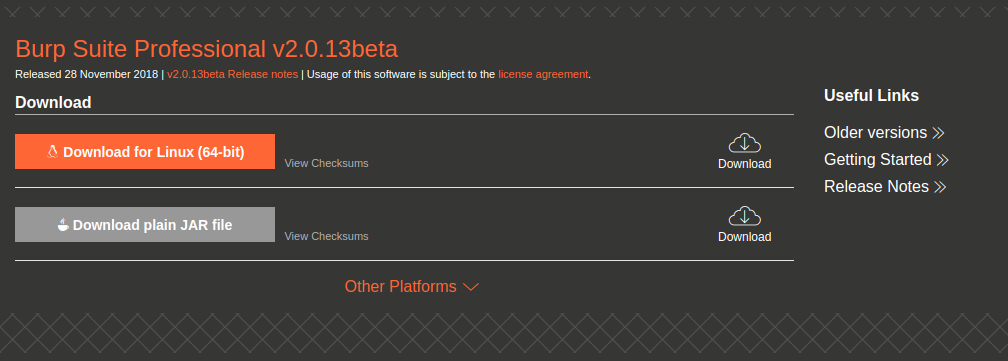 Burp Suite Professional v2.0.13beta
Released 28 November 2018 | v2.0.13beta Release notes | Usage of this software is subject to the license agreement.
Download
Download for Linux (64-bit)
View Checksums
Download
Download plain JAR file
View Checksums
Download
Other Platforms
Useful Links
Older versions
Getting Started
Release Notes